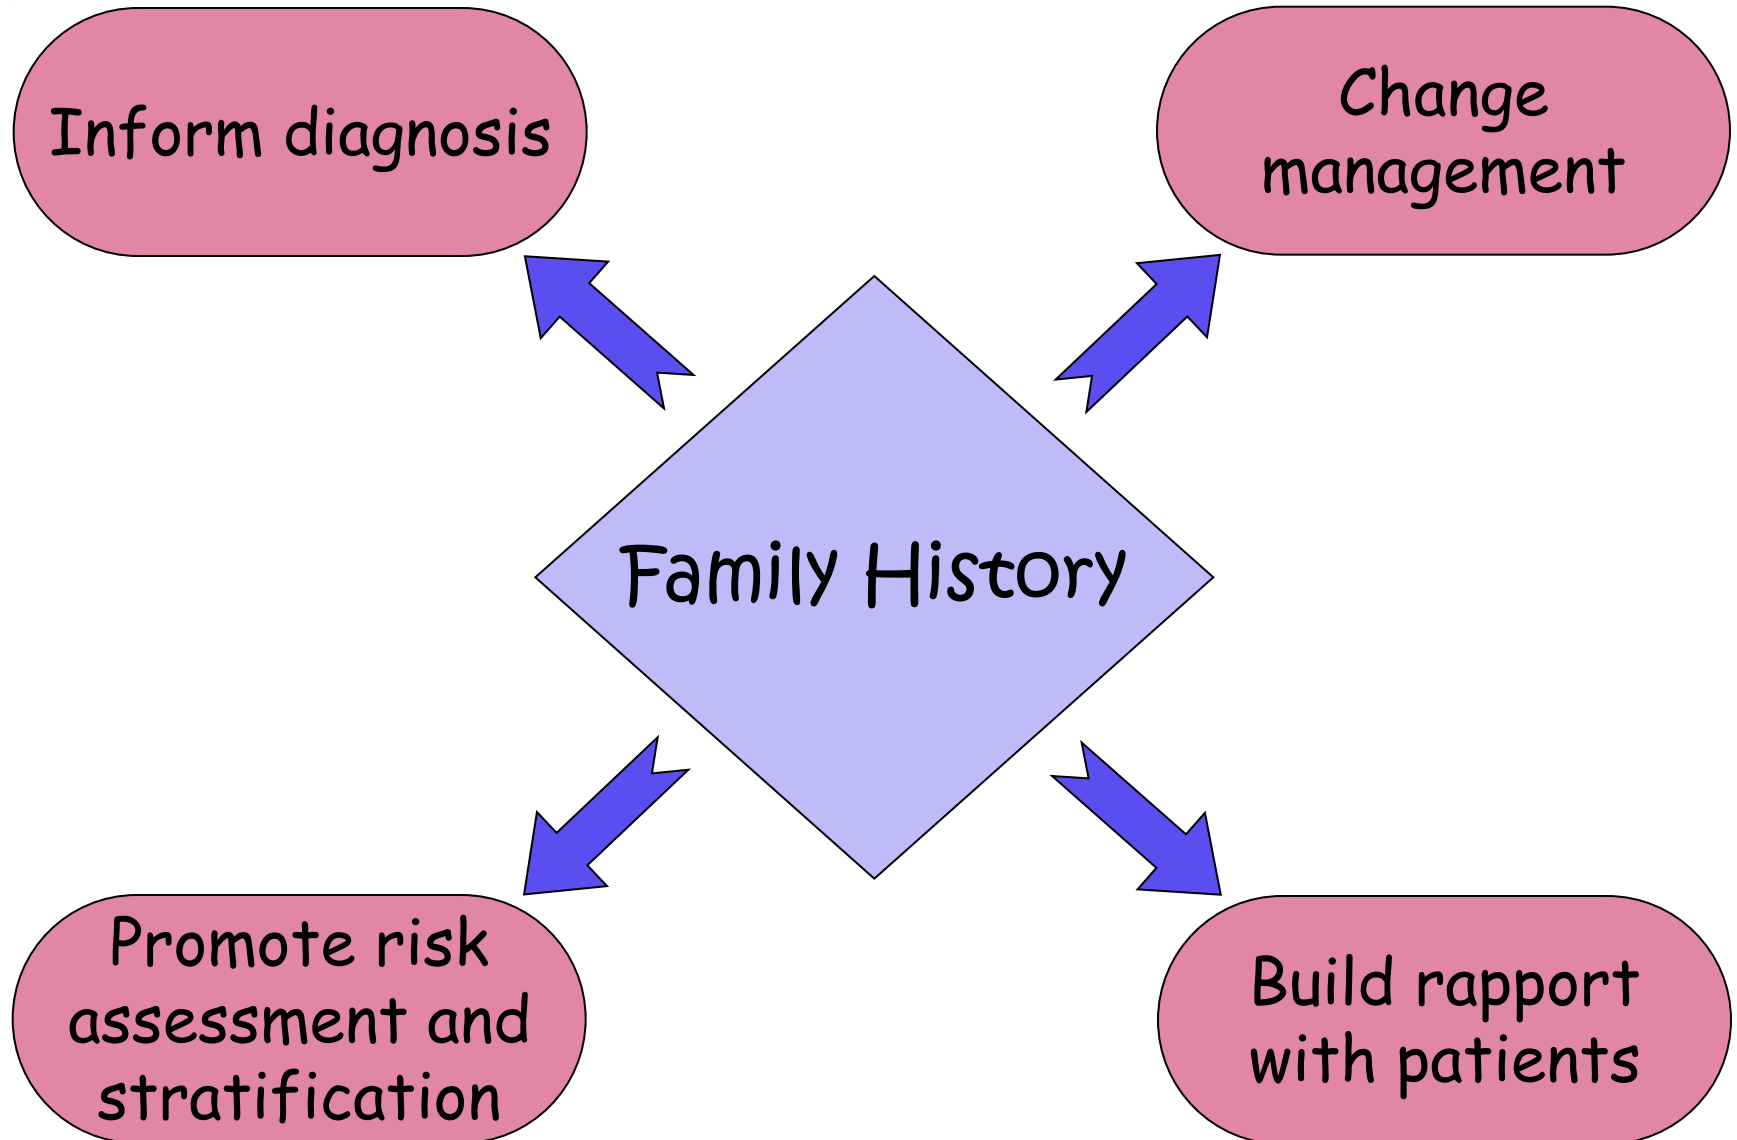 Inform diagnosis
Change
management
Family History
Promote risk
assessment and
stratification
Build rapport
with patients